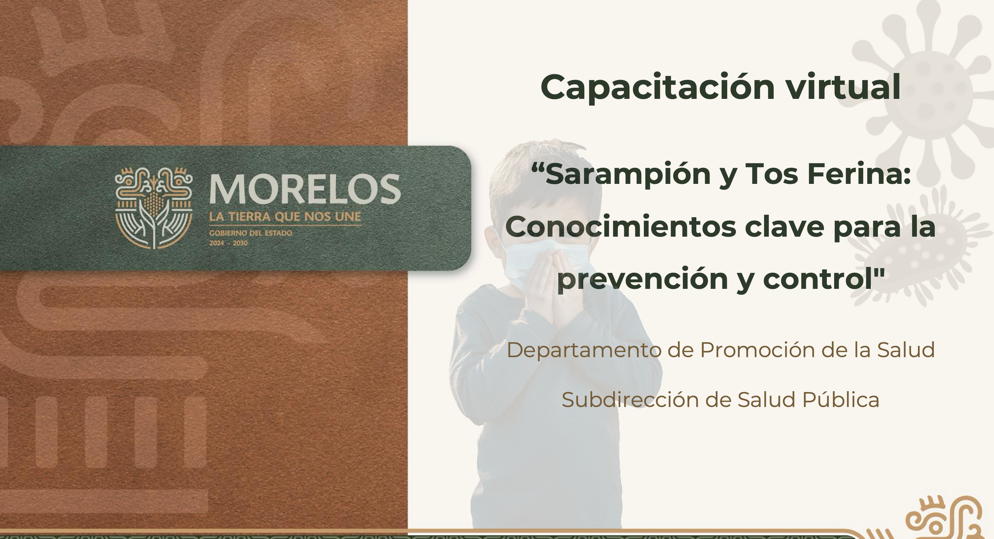 Capacitación virtual
“Sarampión y Tos Ferina:
Conocimientos clave para la
prevención y control"
Departamento de Promoción de la Salud
Subdirección de Salud Pública
MORELOS
LA TIERRA QUE NOS UNE
GOBIERNO DEL ESTADO
2024 - 2030